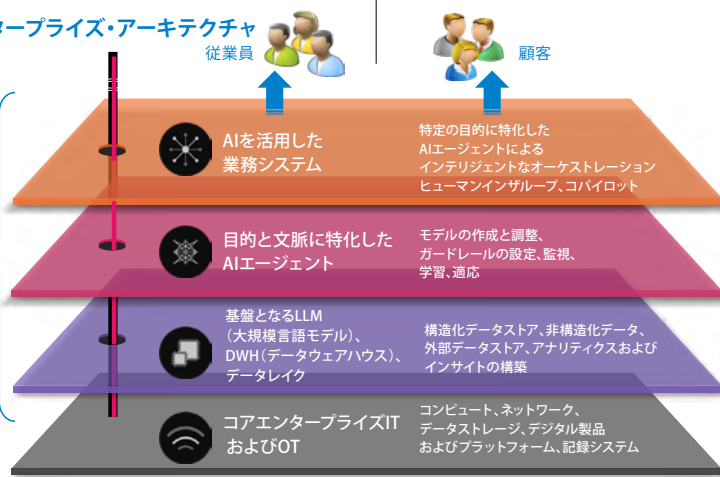 タープライズ・アーキテクチャ
従業員
顧客
AIを活用した
業務システム
特定の目的に特化した
AIエージェントによる
インテリジェントなオーケストレーション
ヒューマンインザループ、コパイロット
目的と文脈に特化した
AIエージェント
モデルの作成と調整、
ガードレールの設定、監視、
学習、適応
基盤となるLLM
（大規模言語モデル）、
DWH（データウェアハウス）、
データレイク
構造化データストア、非構造化データ、
外部データストア、アナリティクスおよび
インサイトの構築
コアエンタープライズIT
およびOT
コンピュート、ネットワーク、
データストレージ、デジタル製品
およびプラットフォーム、記録システム